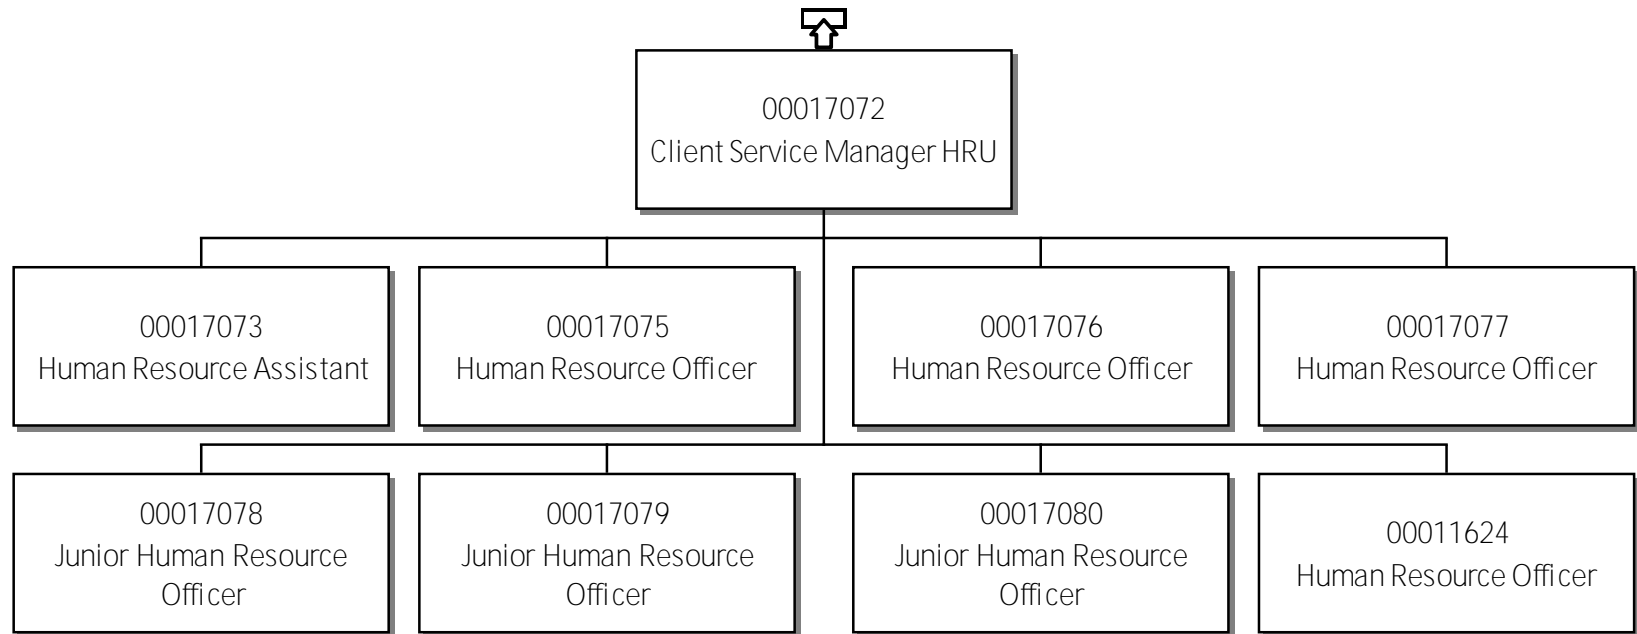 00017072
Client Service Manager HRU
00017073
Human Resource Assistant
00017075
Human Resource Officer
00017076
Human Resource Officer
00017077
Human Resource Officer
00017078
Junior Human Resource
Officer
00017079
Junior Human Resource
Officer
00017080
Junior Human Resource
Officer
00011624
Human Resource Officer